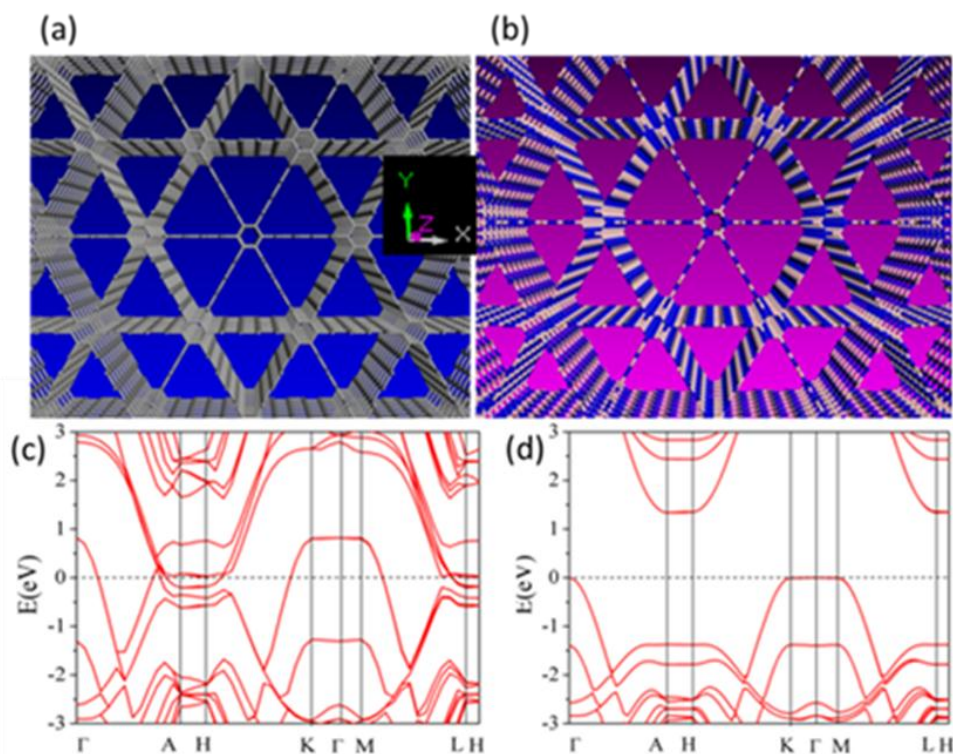 (a)
(b)
Y
Z
X
(c)
(d)
3
2
1
0
-1
-2
-3
E(eV)
Γ A H K Γ M L H
3
2
1
0
-1
-2
-3
E(eV)
Γ A H K Γ M L H